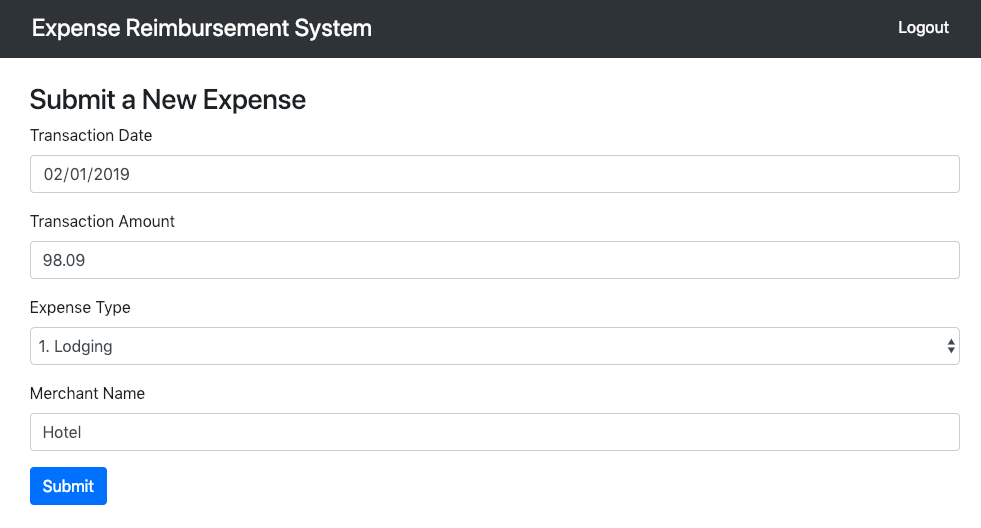 Expense Reimbursement System Logout
Submit a New Expense
Transaction Date
02/01/2019
Transaction Amount
98.09
Expense Type
1. Lodging
Merchant Name
Hotel
Submit